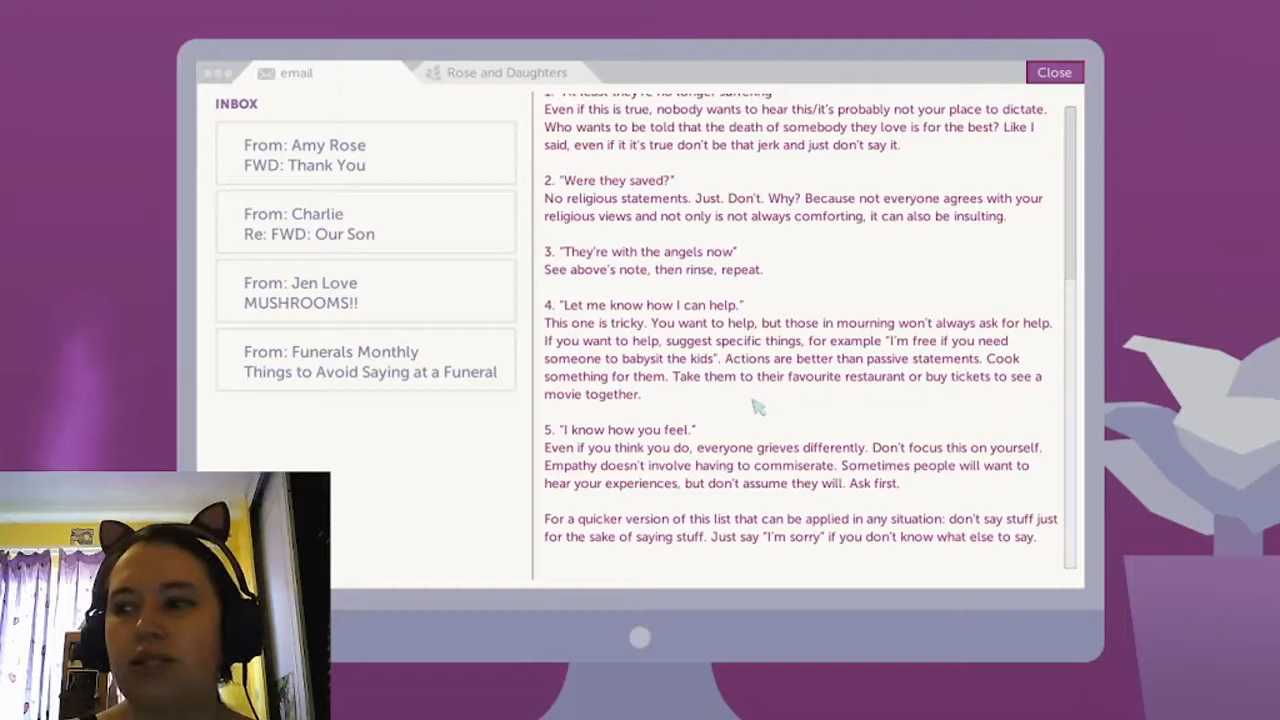 email
Rose and Daughters
Close
INBOX
From: Amy Rose
FWD: Thank You
From: Charlie
Re: FWD: Our Son
From: Jen Love
MUSHROOMS!!
From: Funerals Monthly
Things to Avoid Saying at a Funeral
1. "At least they're no longer suffering"
Even if this is true, nobody wants to hear this/it's probably not your place to dictate.
Who wants to be told that the death of somebody they love is for the best? Like I
said, even if it it's true don't be that jerk and just don't say it.
2. "Were they saved?"
No religious statements. Just. Don't. Why? Because not everyone agrees with your
religious views and not only is not always comforting, it can also be insulting.
3. "They're with the angels now"
See above's note, then rinse, repeat.
4. "Let me know how I can help."
This one is tricky. You want to help, but those in mourning won't always ask for help.
If you want to help, suggest specific things, for example "I'm free if you need
someone to babysit the kids". Actions are better than passive statements. Cook
something for them. Take them to their favourite restaurant or buy tickets to see a
movie together.
5. "I know how you feel."
Even if you think you do, everyone grieves differently. Don't focus this on yourself.
Empathy doesn't involve having to commiserate. Sometimes people will want to
hear your experiences, but don't assume they will. Ask first.
For a quicker version of this list that can be applied in any situation: don't say stuff just
for the sake of saying stuff. Just say "I'm sorry" if you don't know what else to say.